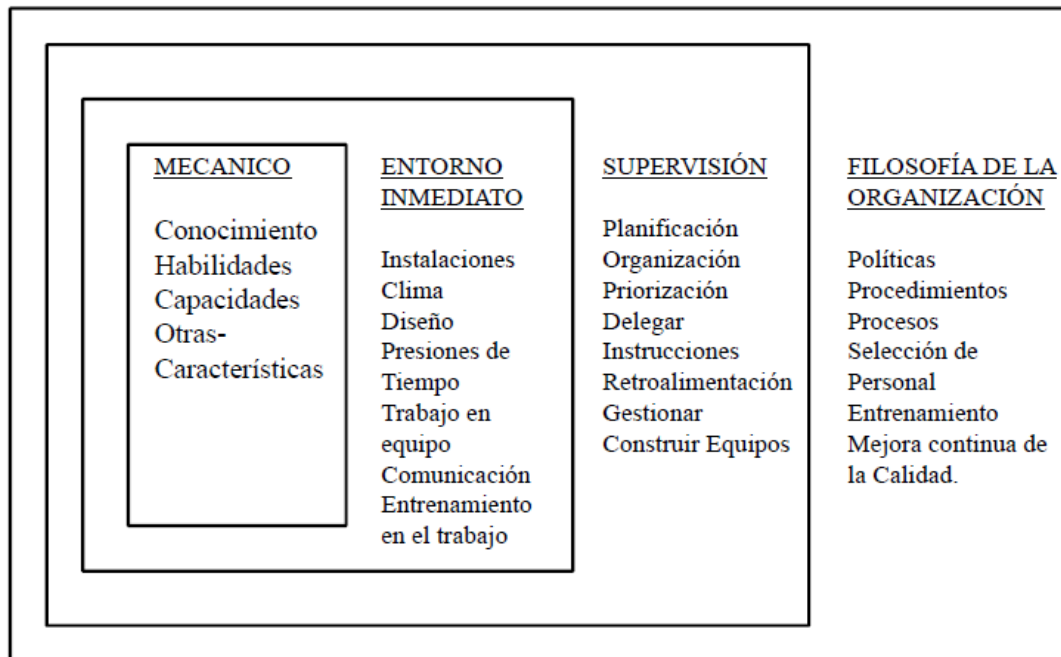 MECANICO
Conocimiento
Habilidades
Capacidades
Otras-
Características
ENTORNO
INMEDIATO
Instalaciones
Clima
Diseño
Presiones de
Tiempo
Trabajo en
equipo
Comunicación
Entrenamiento
en el trabajo
SUPERVISIÓN
Planificación
Organización
Priorización
Delegar
Instrucciones
Retroalimentación
Gestionar
Construir Equipos
FILOSOFÍA DE LA
ORGANIZACIÓN
Políticas
Procedimientos
Procesos
Selección de
Personal
Entrenamiento
Mejora continua de
la Calidad.